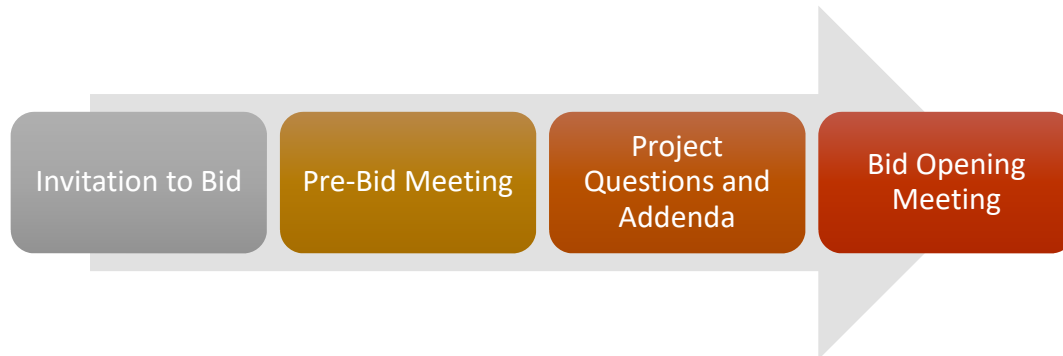 Invitation to Bid
Pre-Bid Meeting
Project
Questions and
Addenda
Bid Opening
Meeting